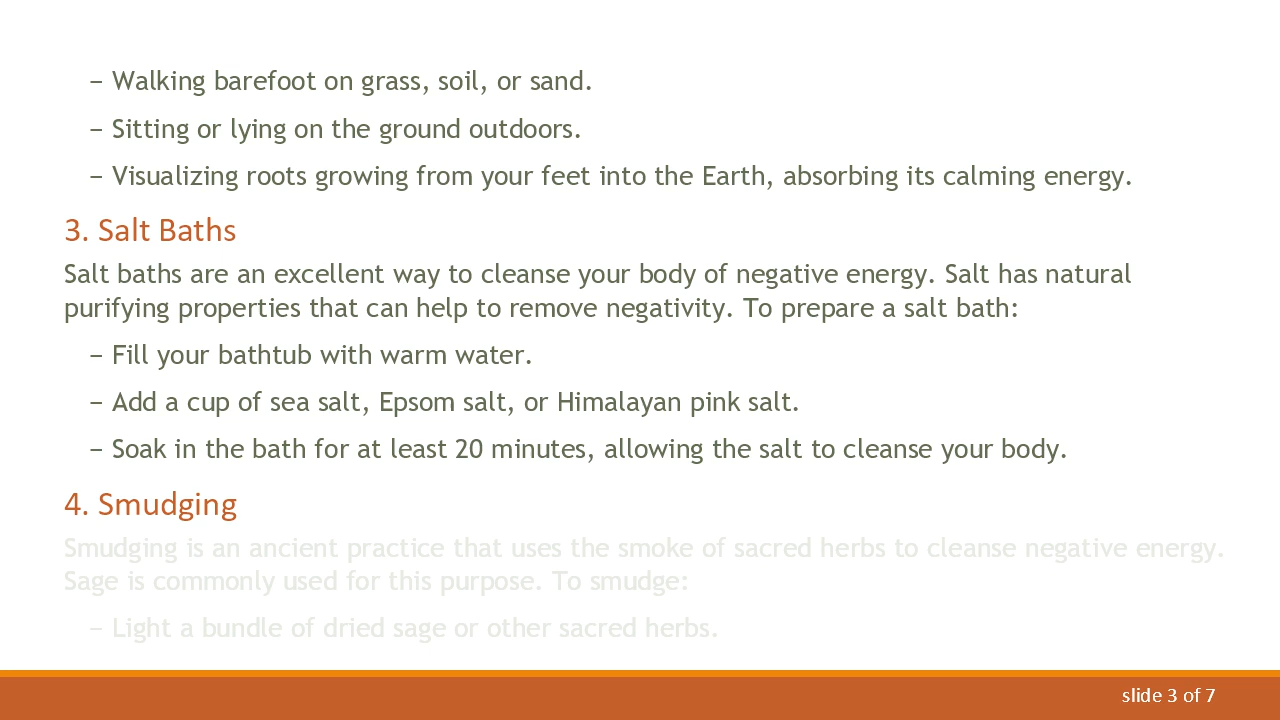 – Walking barefoot on grass, soil, or sand.
– Sitting or lying on the ground outdoors.
– Visualizing roots growing from your feet into the Earth, absorbing its calming energy.
3. Salt Baths
Salt baths are an excellent way to cleanse your body of negative energy. Salt has natural
purifying properties that can help to remove negativity. To prepare a salt bath:
– Fill your bathtub with warm water.
– Add a cup of sea salt, Epsom salt, or Himalayan pink salt.
– Soak in the bath for at least 20 minutes, allowing the salt to cleanse your body.
4. Smudging
Smudging is an ancient practice that uses the smoke of sacred herbs to cleanse negative energy.
Sage is commonly used for this purpose. To smudge:
– Light a bundle of dried sage or other sacred herbs.
slide 3 of 7